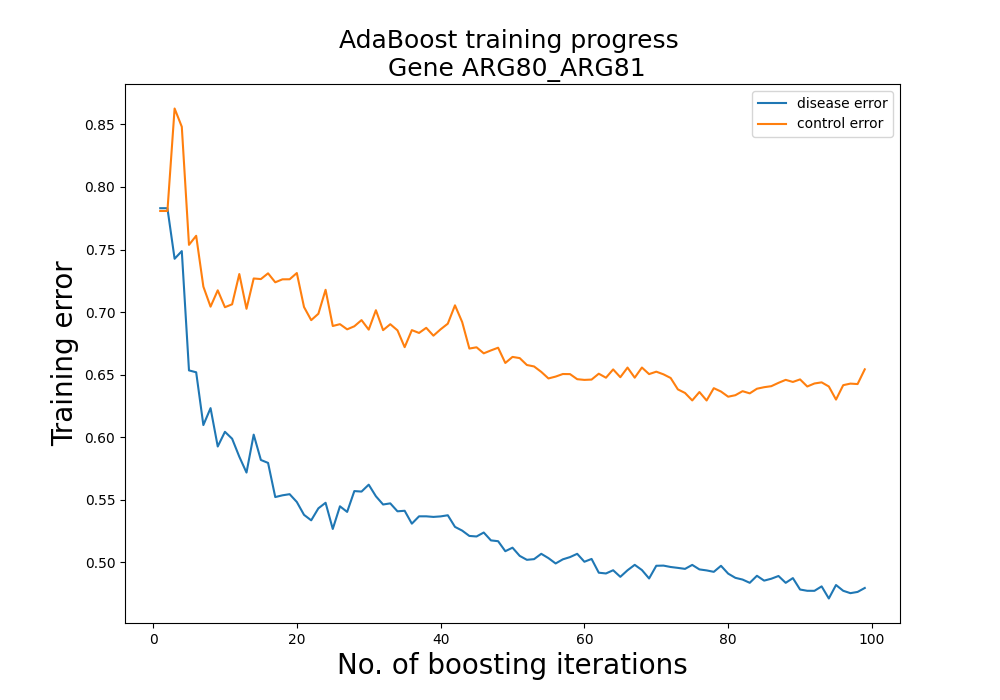 AdaBoost training progress
Gene ARG80_ARG81
disease error
control error
Training error
0.85
0.80
0.75
0.70
0.65
0.60
0.55
0.50
0 20 40 60 80 100
No. of boosting iterations